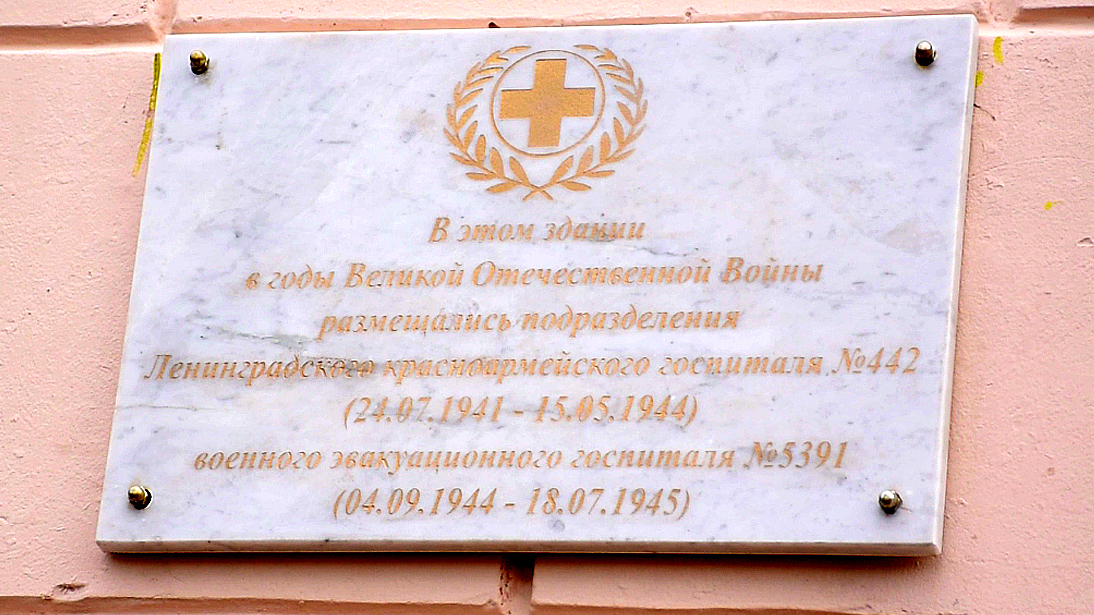 В этом здании
в годы Великой Отечественной Войны
размещались подразделения
Ленинградского красноармейского госпиталя №442
(24.07.1941 - 15.05.1944)
военного эвакуационного госпиталя №5391
(04.09.1944 - 18.07.1945)